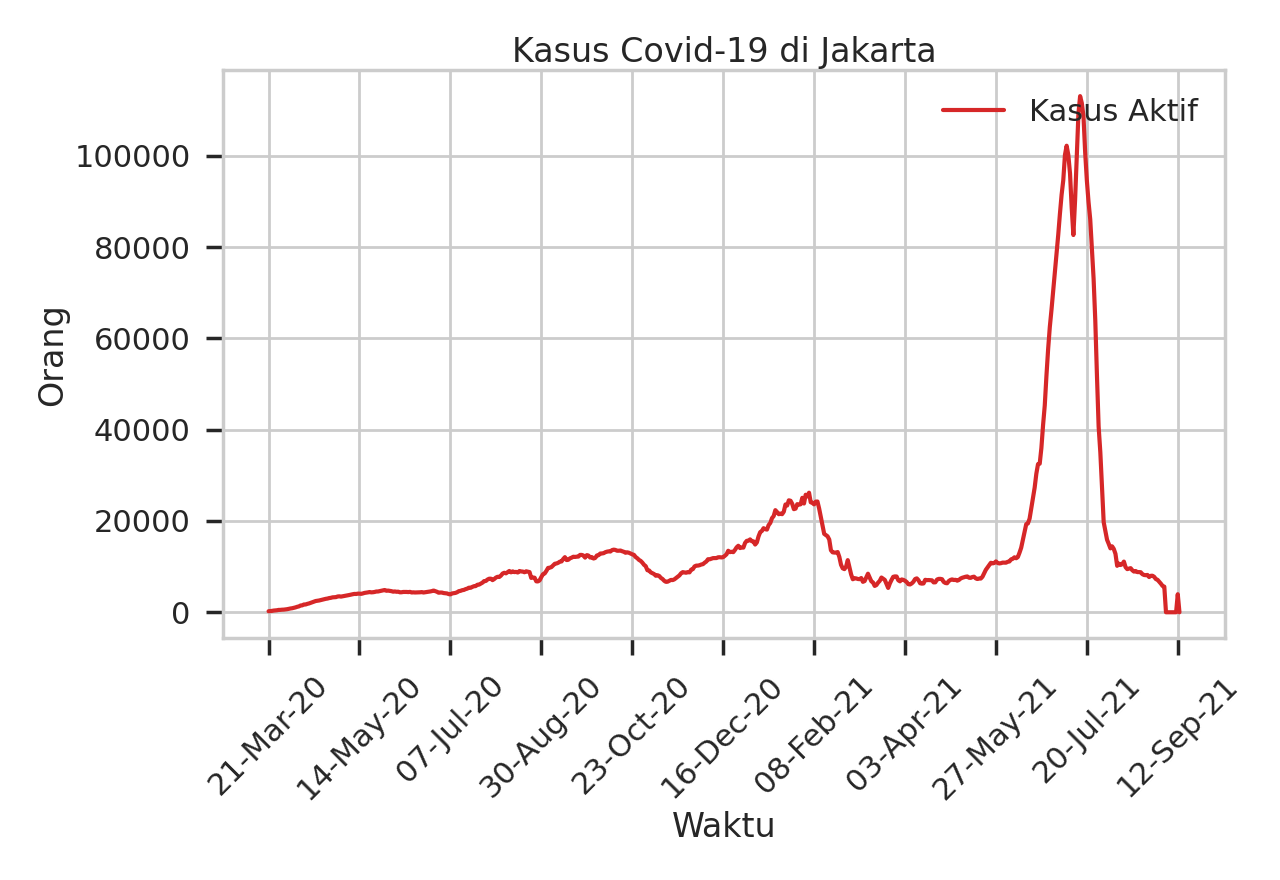 Kasus Covid-19 di Jakarta
Kasus Aktif
100000
80000
60000
40000
20000
0
Orang
21-Mar-20
14-May-20
07-Jul-20
30-Aug-20
23-Oct-20
16-Dec-20
08-Feb-21
03-Apr-21
27-May-21
20-Jul-21
12-Sep-21
Waktu